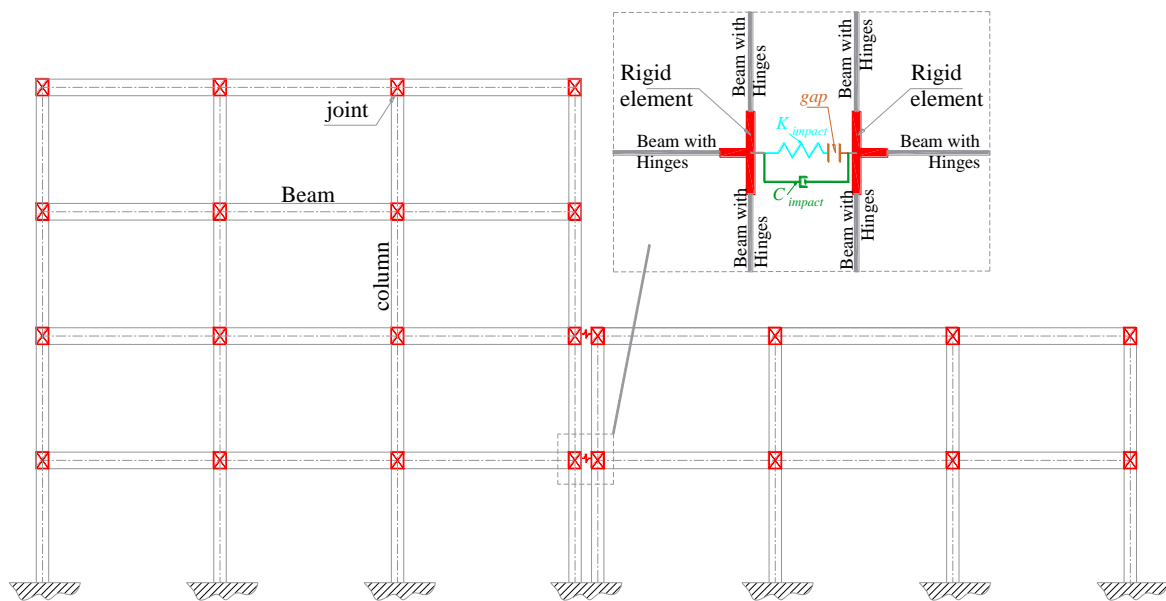 Rigid
element
Beam with
Hinges
Beam with
Hinges
Rigid
element
gap
K impact
Beam with
Hinges
Beam with
Hinges
C impact
Beam with
Hinges
Beam with
Hinges
joint
Beam
column